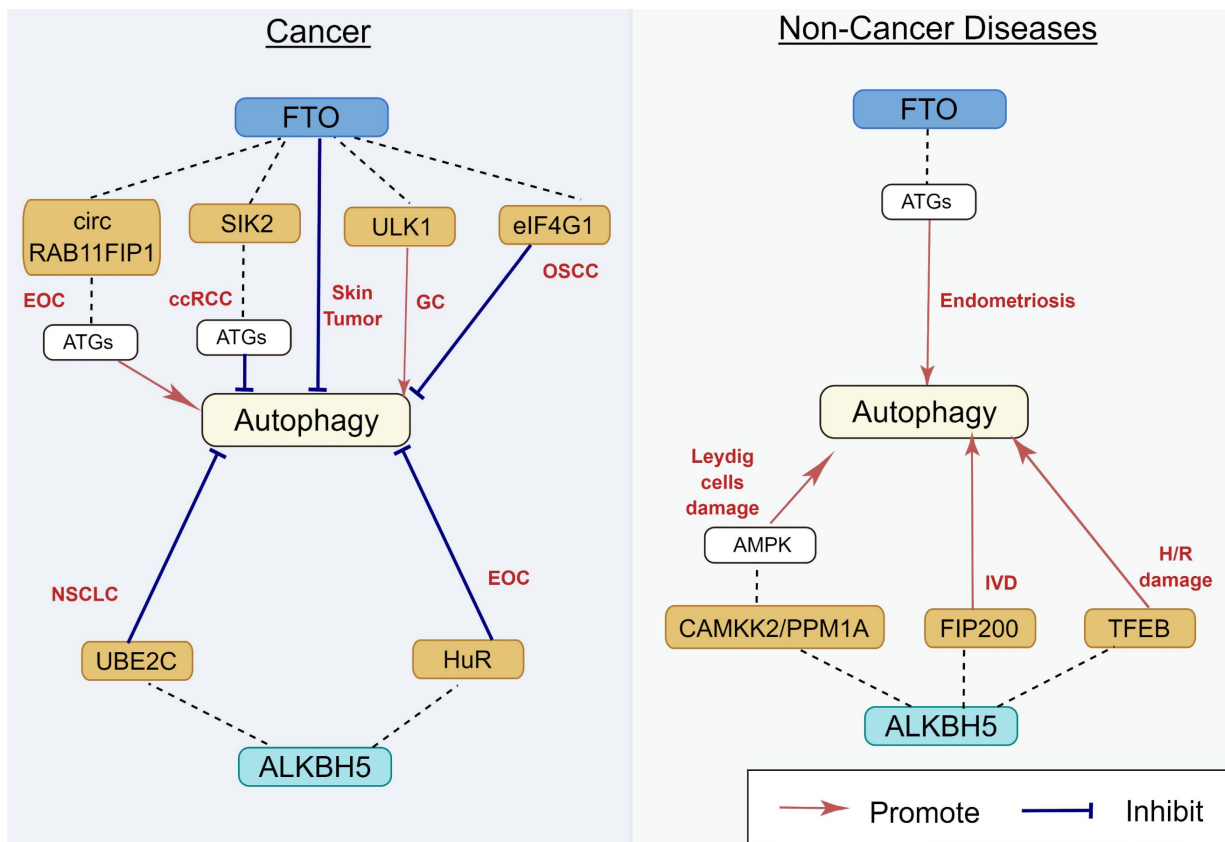 Cancer
FTO
circ
RAB11FIP1
SIK2
ULK1
eIF4G1
EOC
ccRCC
Skin
Tumor
GC
OSCC
ATGs
ATGs
Autophagy
NSCLC
EOC
UBE2C
HuR
ALKBH5
Non-Cancer Diseases
FTO
ATGs
Endometriosis
Autophagy
Leydig
cells
damage
AMPK
IVD
H/R
damage
CAMKK2/PPM1A
FIP200
TFEB
ALKBH5
Promote
Inhibit